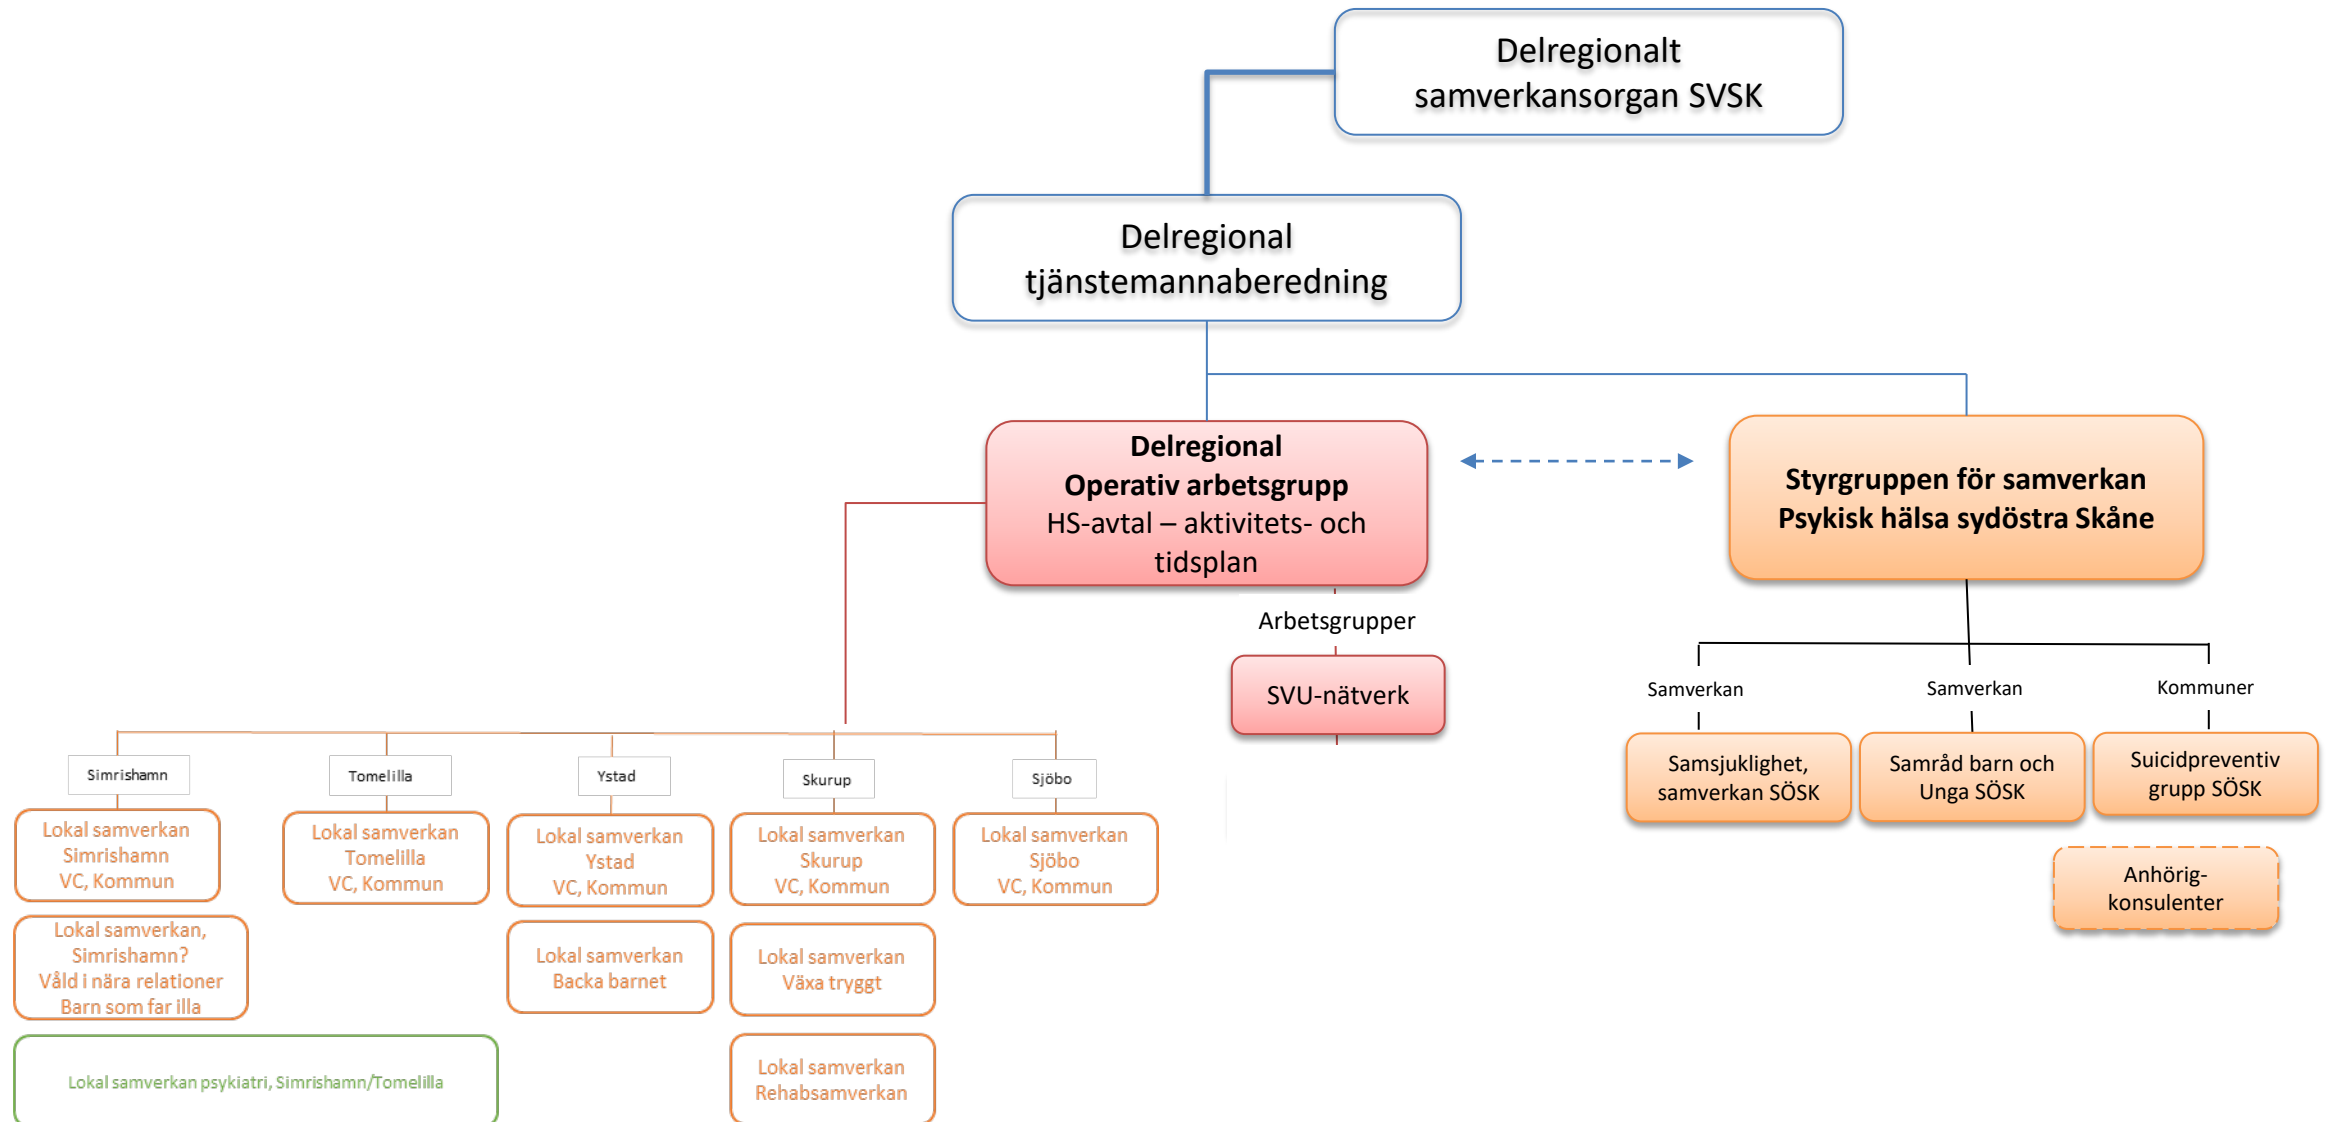 Delregionalt
samverkansorgan SVSK
Delregional
tjänstemannaberedning
Delregional
Operativ arbetsgrupp
HS-avtal – aktivitets- och
tidsplan
Styrgruppen för samverkan
Psykisk hälsa sydöstra Skåne
Arbetsgrupper
SVU-nätverk
Samverkan
Samverkan
Kommuner
Samsjuklighet,
samverkan SÖSK
Samråd barn och
Unga SÖSK
Suicidpreventiv
grupp SÖSK
Anhörig-
konsulenter
Simrishamn
Tomelilla
Ystad
Skurup
Sjöbo
Lokal samverkan
Simrishamn
VC, Kommun
Lokal samverkan
Tomelilla
VC, Kommun
Lokal samverkan
Ystad
VC, Kommun
Lokal samverkan
Skurup
VC, Kommun
Lokal samverkan
Sjöbo
VC, Kommun
Lokal samverkan,
Simrishamn?
Våld i nära relationer
Barn som far illa
Lokal samverkan
Backa barnet
Lokal samverkan
Växa tryggt
Lokal samverkan psykiatri, Simrishamn/Tomelilla
Lokal samverkan
Rehabsamverkan